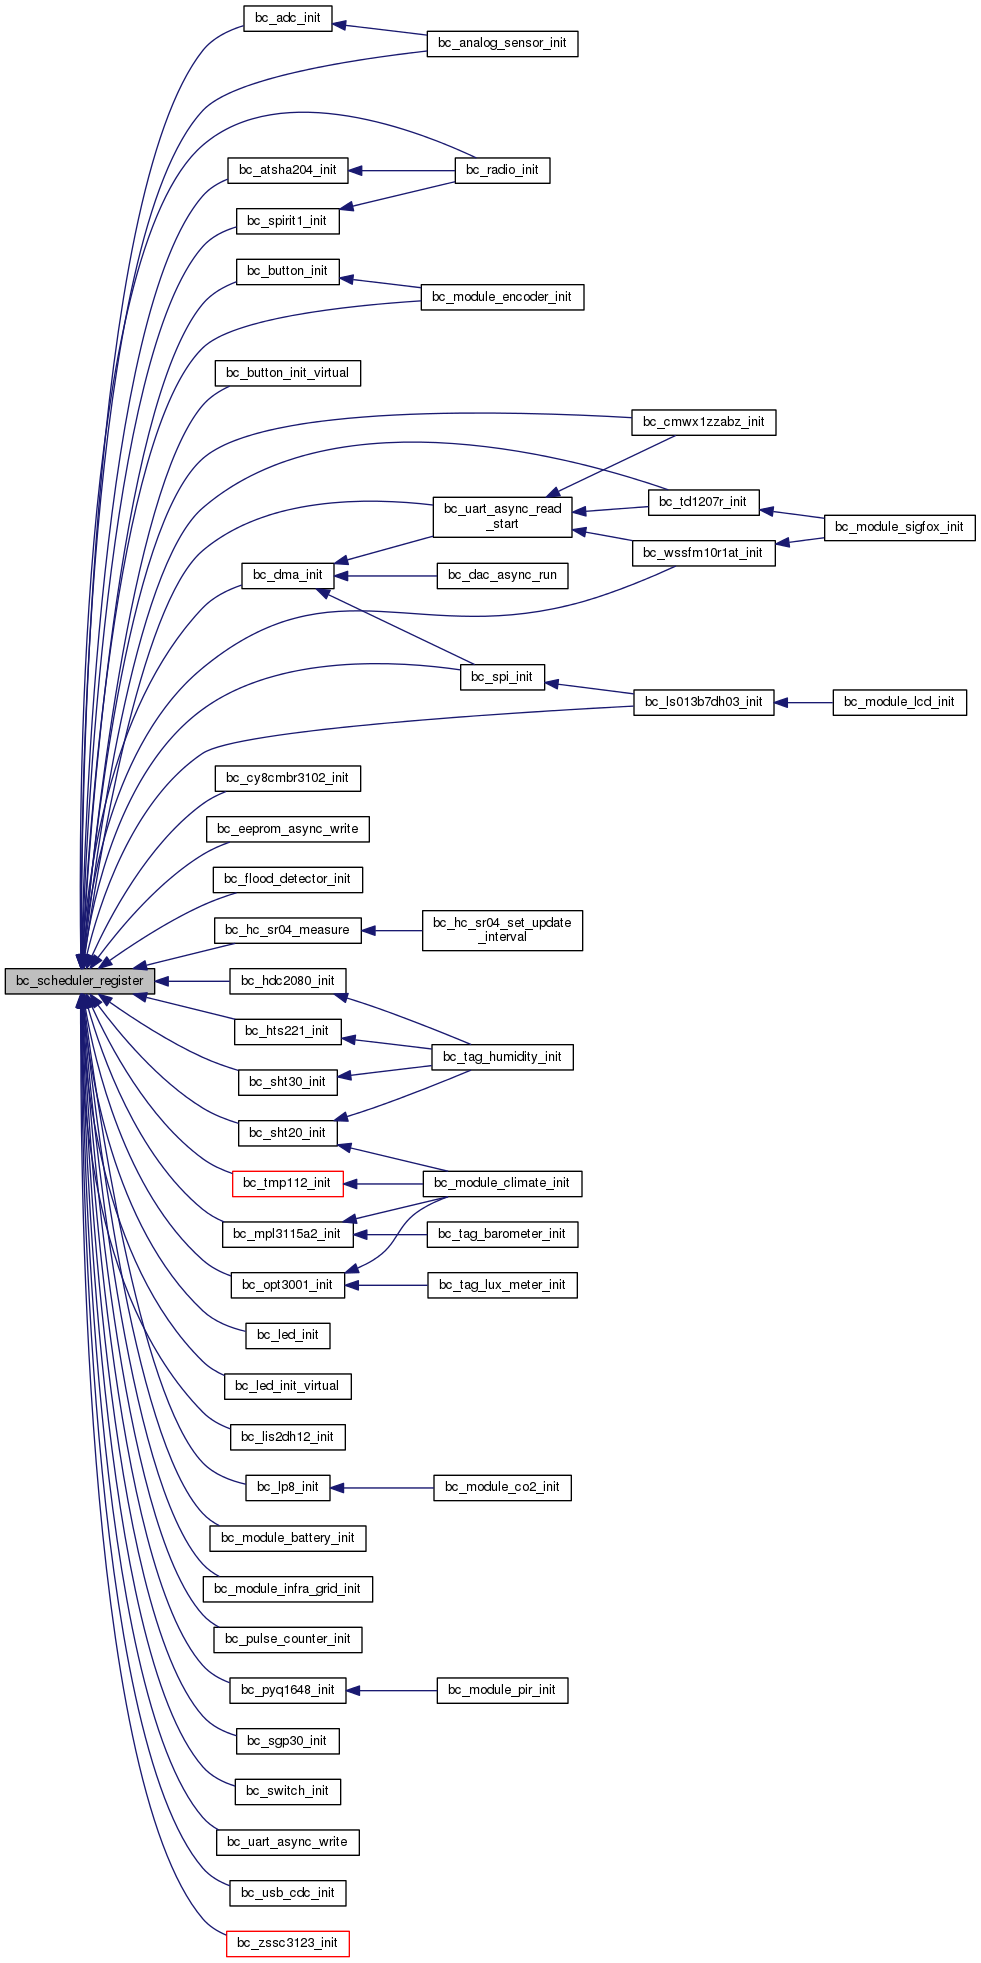 bc_adc_init
bc_analog_sensor_init
bc_atsha204_init
bc_radio_init
bc_spirit1_init
bc_button_init
bc_module_encoder_init
bc_button_init_virtual
bc_cmwx1zzabz_init
bc_uart_async_read
_start
bc_td1207r_init
bc_module_sigfox_init
bc_wssfm10r1at_init
bc_dma_init
bc_dac_async_run
bc_spi_init
bc_ls013b7dh03_init
bc_module_lcd_init
bc_cy8cmbr3102_init
bc_eeprom_async_write
bc_flood_detector_init
bc_hc_sr04_measure
bc_hc_sr04_set_update
_interval
bc_scheduler_register
bc_hdc2080_init
bc_hts221_init
bc_tag_humidity_init
bc_sht30_init
bc_sht20_init
bc_tmp112_init
bc_module_climate_init
bc_mpl3115a2_init
bc_tag_barometer_init
bc_opt3001_init
bc_tag_lux_meter_init
bc_led_init
bc_led_init_virtual
bc_lis2dh12_init
bc_lp8_init
bc_module_co2_init
bc_module_battery_init
bc_module_infra_grid_init
bc_pulse_counter_init
bc_pyq1648_init
bc_module_pir_init
bc_sgp30_init
bc_switch_init
bc_uart_async_write
bc_usb_cdc_init
bc_zssc3123_init